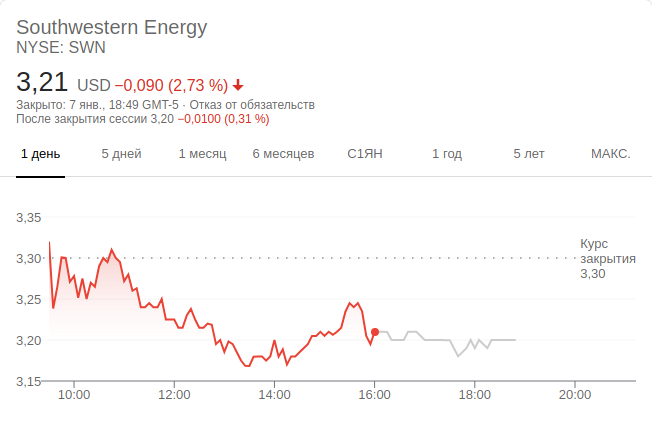 Southwestern Energy
NYSE: SWN
3,21 USD −0,090 (2,73 %)
Закрыто: 7 янв., 18:49 GMT-5 · Отказ от обязательств
После закрытия сессии 3,20 −0,0100 (0,31 %)
1 день 5 дней 1 месяц 6 месяцев С1ЯН 1 год 5 лет МАКС.
3,35
3,30
3,25
3,20
3,15
Курс
закрытия
3,30
10:00 12:00 14:00 16:00 18:00 20:00